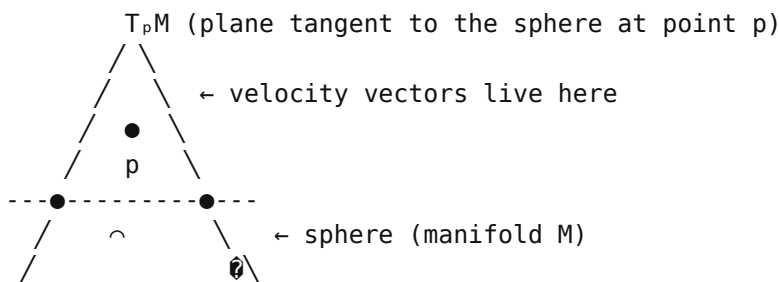 TₚM (plane tangent to the sphere at point p)
← velocity vectors live here
p
← sphere (manifold M)
�